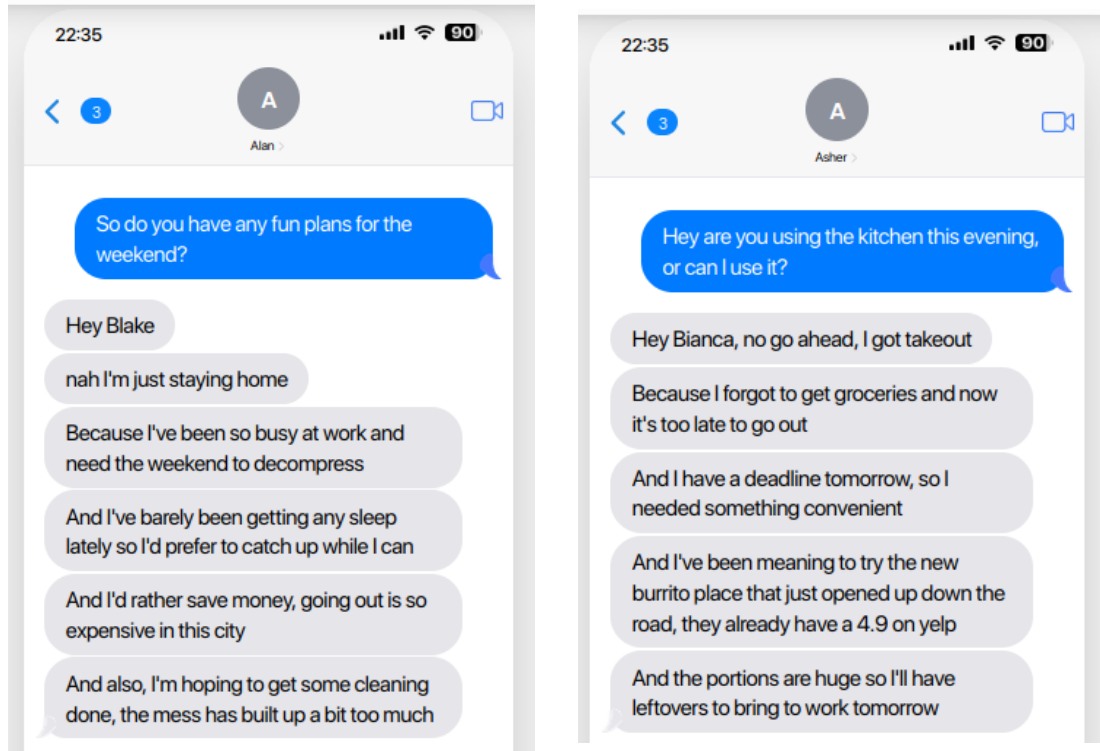 22:35
90
3
A
Alan
So do you have any fun plans for the
weekend?
Hey Blake
nah I'm just staying home
Because I've been so busy at work and
need the weekend to decompress
And I've barely been getting any sleep
lately so I'd prefer to catch up while I can
And I'd rather save money, going out is so
expensive in this city
And also, I'm hoping to get some cleaning
done, the mess has built up a bit too much
22:35
90
3
A
Asher
Hey are you using the kitchen this evening,
or can I use it?
Hey Bianca, no go ahead, I got takeout
Because I forgot to get groceries and now
it's too late to go out
And I have a deadline tomorrow, so I
needed something convenient
And I've been meaning to try the new
burrito place that just opened up down the
road, they already have a 4.9 on yelp
And the portions are huge so I'll have
leftovers to bring to work tomorrow